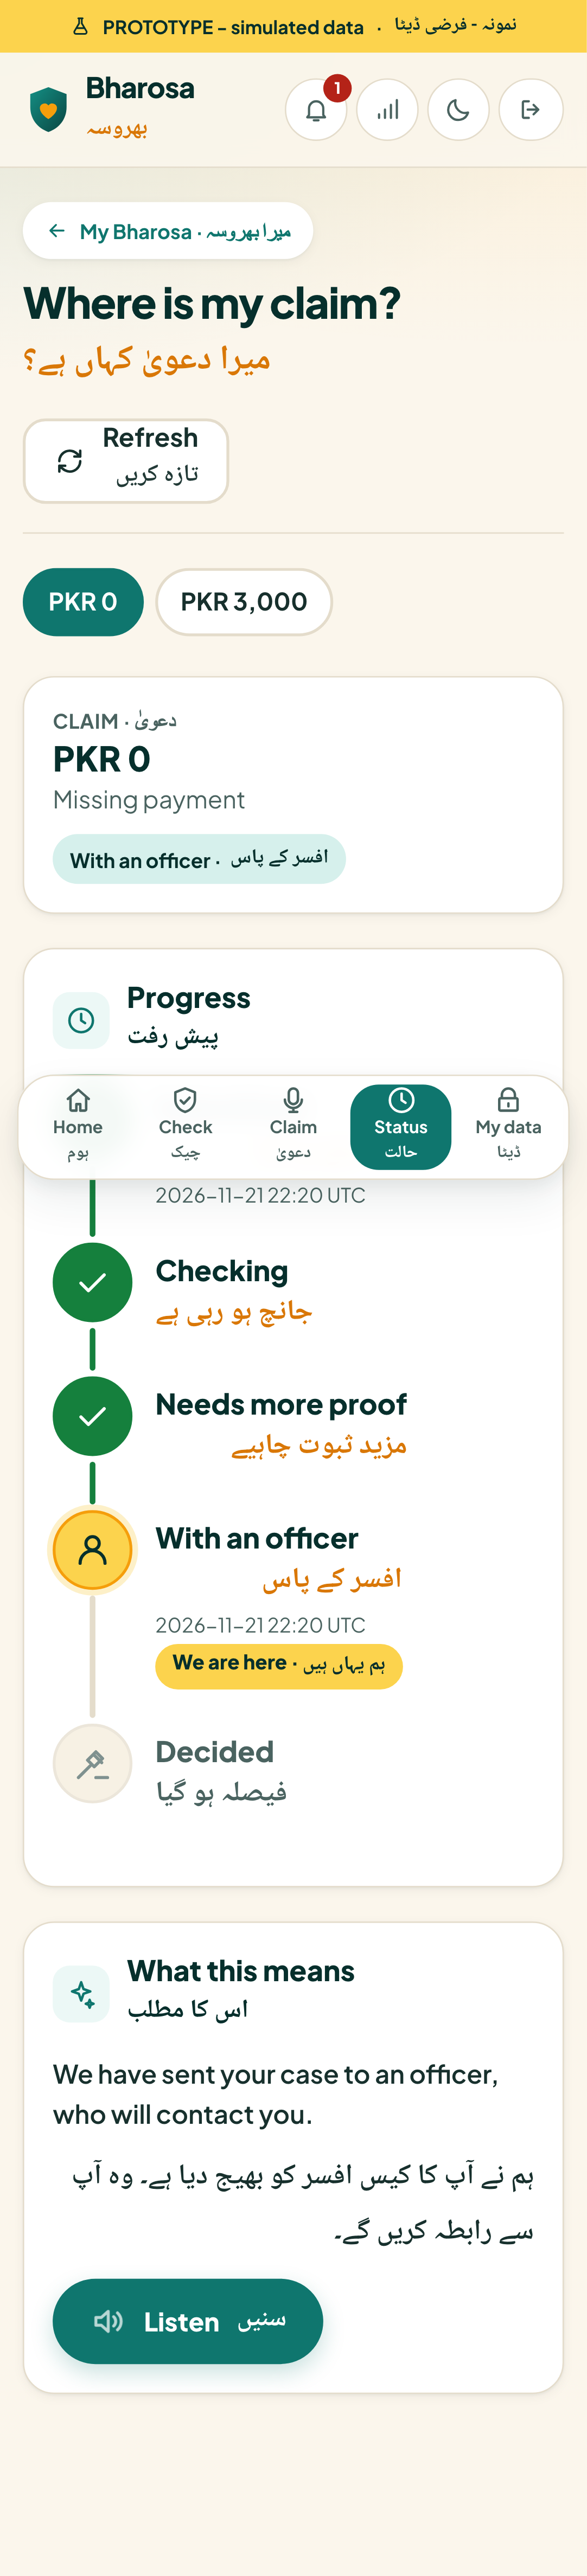 PROTOTYPE – simulated data · نمونہ - فرضی ڈیٹا
Bharosa
بھروسہ
1
My Bharosa · میرا بھروسہ
Where is my claim?
میرا دعویٰ کہاں ہے؟
Refresh
تازہ کریں
PKR 0 PKR 3,000
CLAIM · دعویٰ
PKR 0
Missing payment
With an officer · افسر کے پاس
Progress
پیش رفت
Home Check Claim Status My data
ہوم چیک دعویٰ حالت ڈیٹا
2026-11-21 22:20 UTC
Checking
جانچ ہو رہی ہے
Needs more proof
مزید ثبوت چاہیے
With an officer
افسر کے پاس
2026-11-21 22:20 UTC
We are here · ہم یہاں ہیں
Decided
فیصلہ ہو گیا
What this means
اس کا مطلب
We have sent your case to an officer,
who will contact you.
ہم نے آپ کا کیس افسر کو بھیج دیا ہے۔ وہ آپ
سے رابطہ کریں گے۔
Listen سنیں